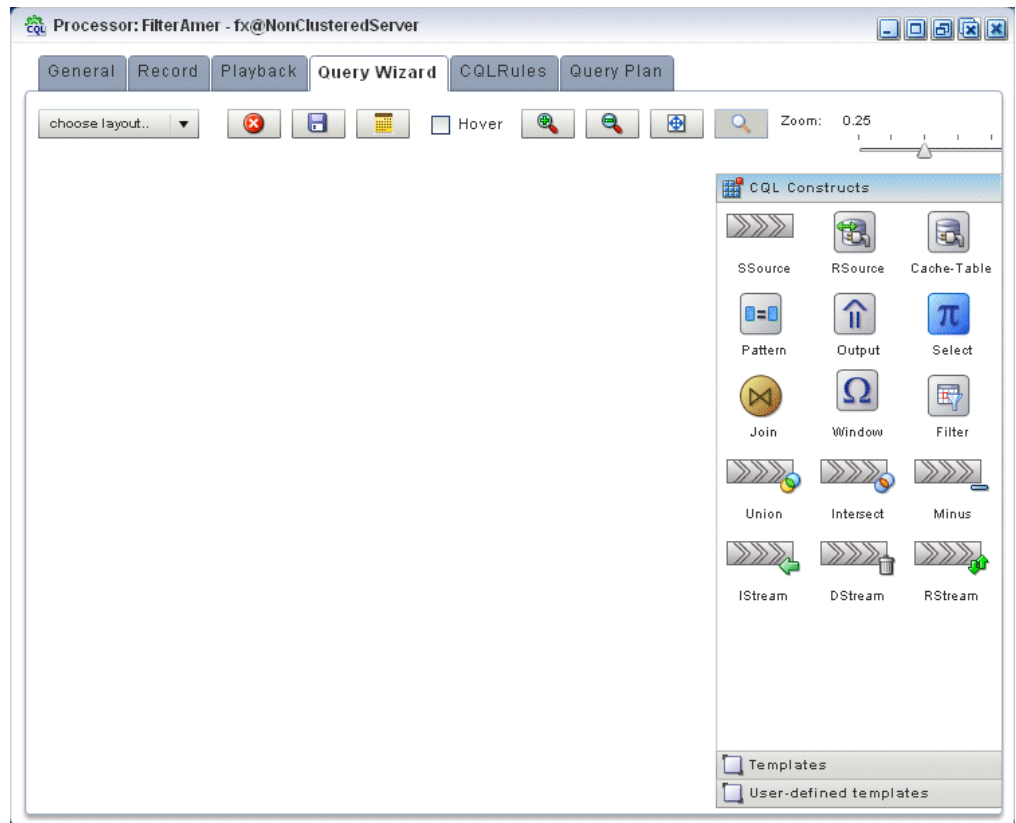 CQL Processor: FilterAmer - fx@NonClusteredServer
General Record Playback Query Wizard CQLRules Query Plan
choose layout.. Hover Zoom: 0.25
CQL Constructs
SSource RSource Cache-Table
Pattern Output Select
Join Window Filter
Union Intersect Minus
IStream DStream RStream
Templates
User-defined templates